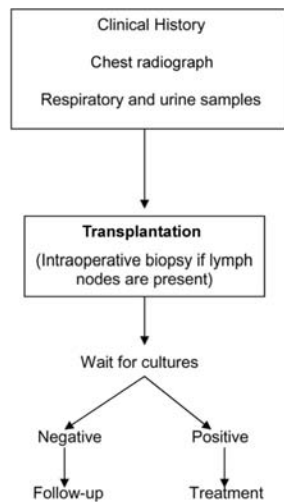 Clinical History
Chest radiograph
Respiratory and urine samples
Transplantation
(Intraoperative biopsy if lymph
nodes are present)
Wait for cultures
Negative
Positive
Follow-up
Treatment